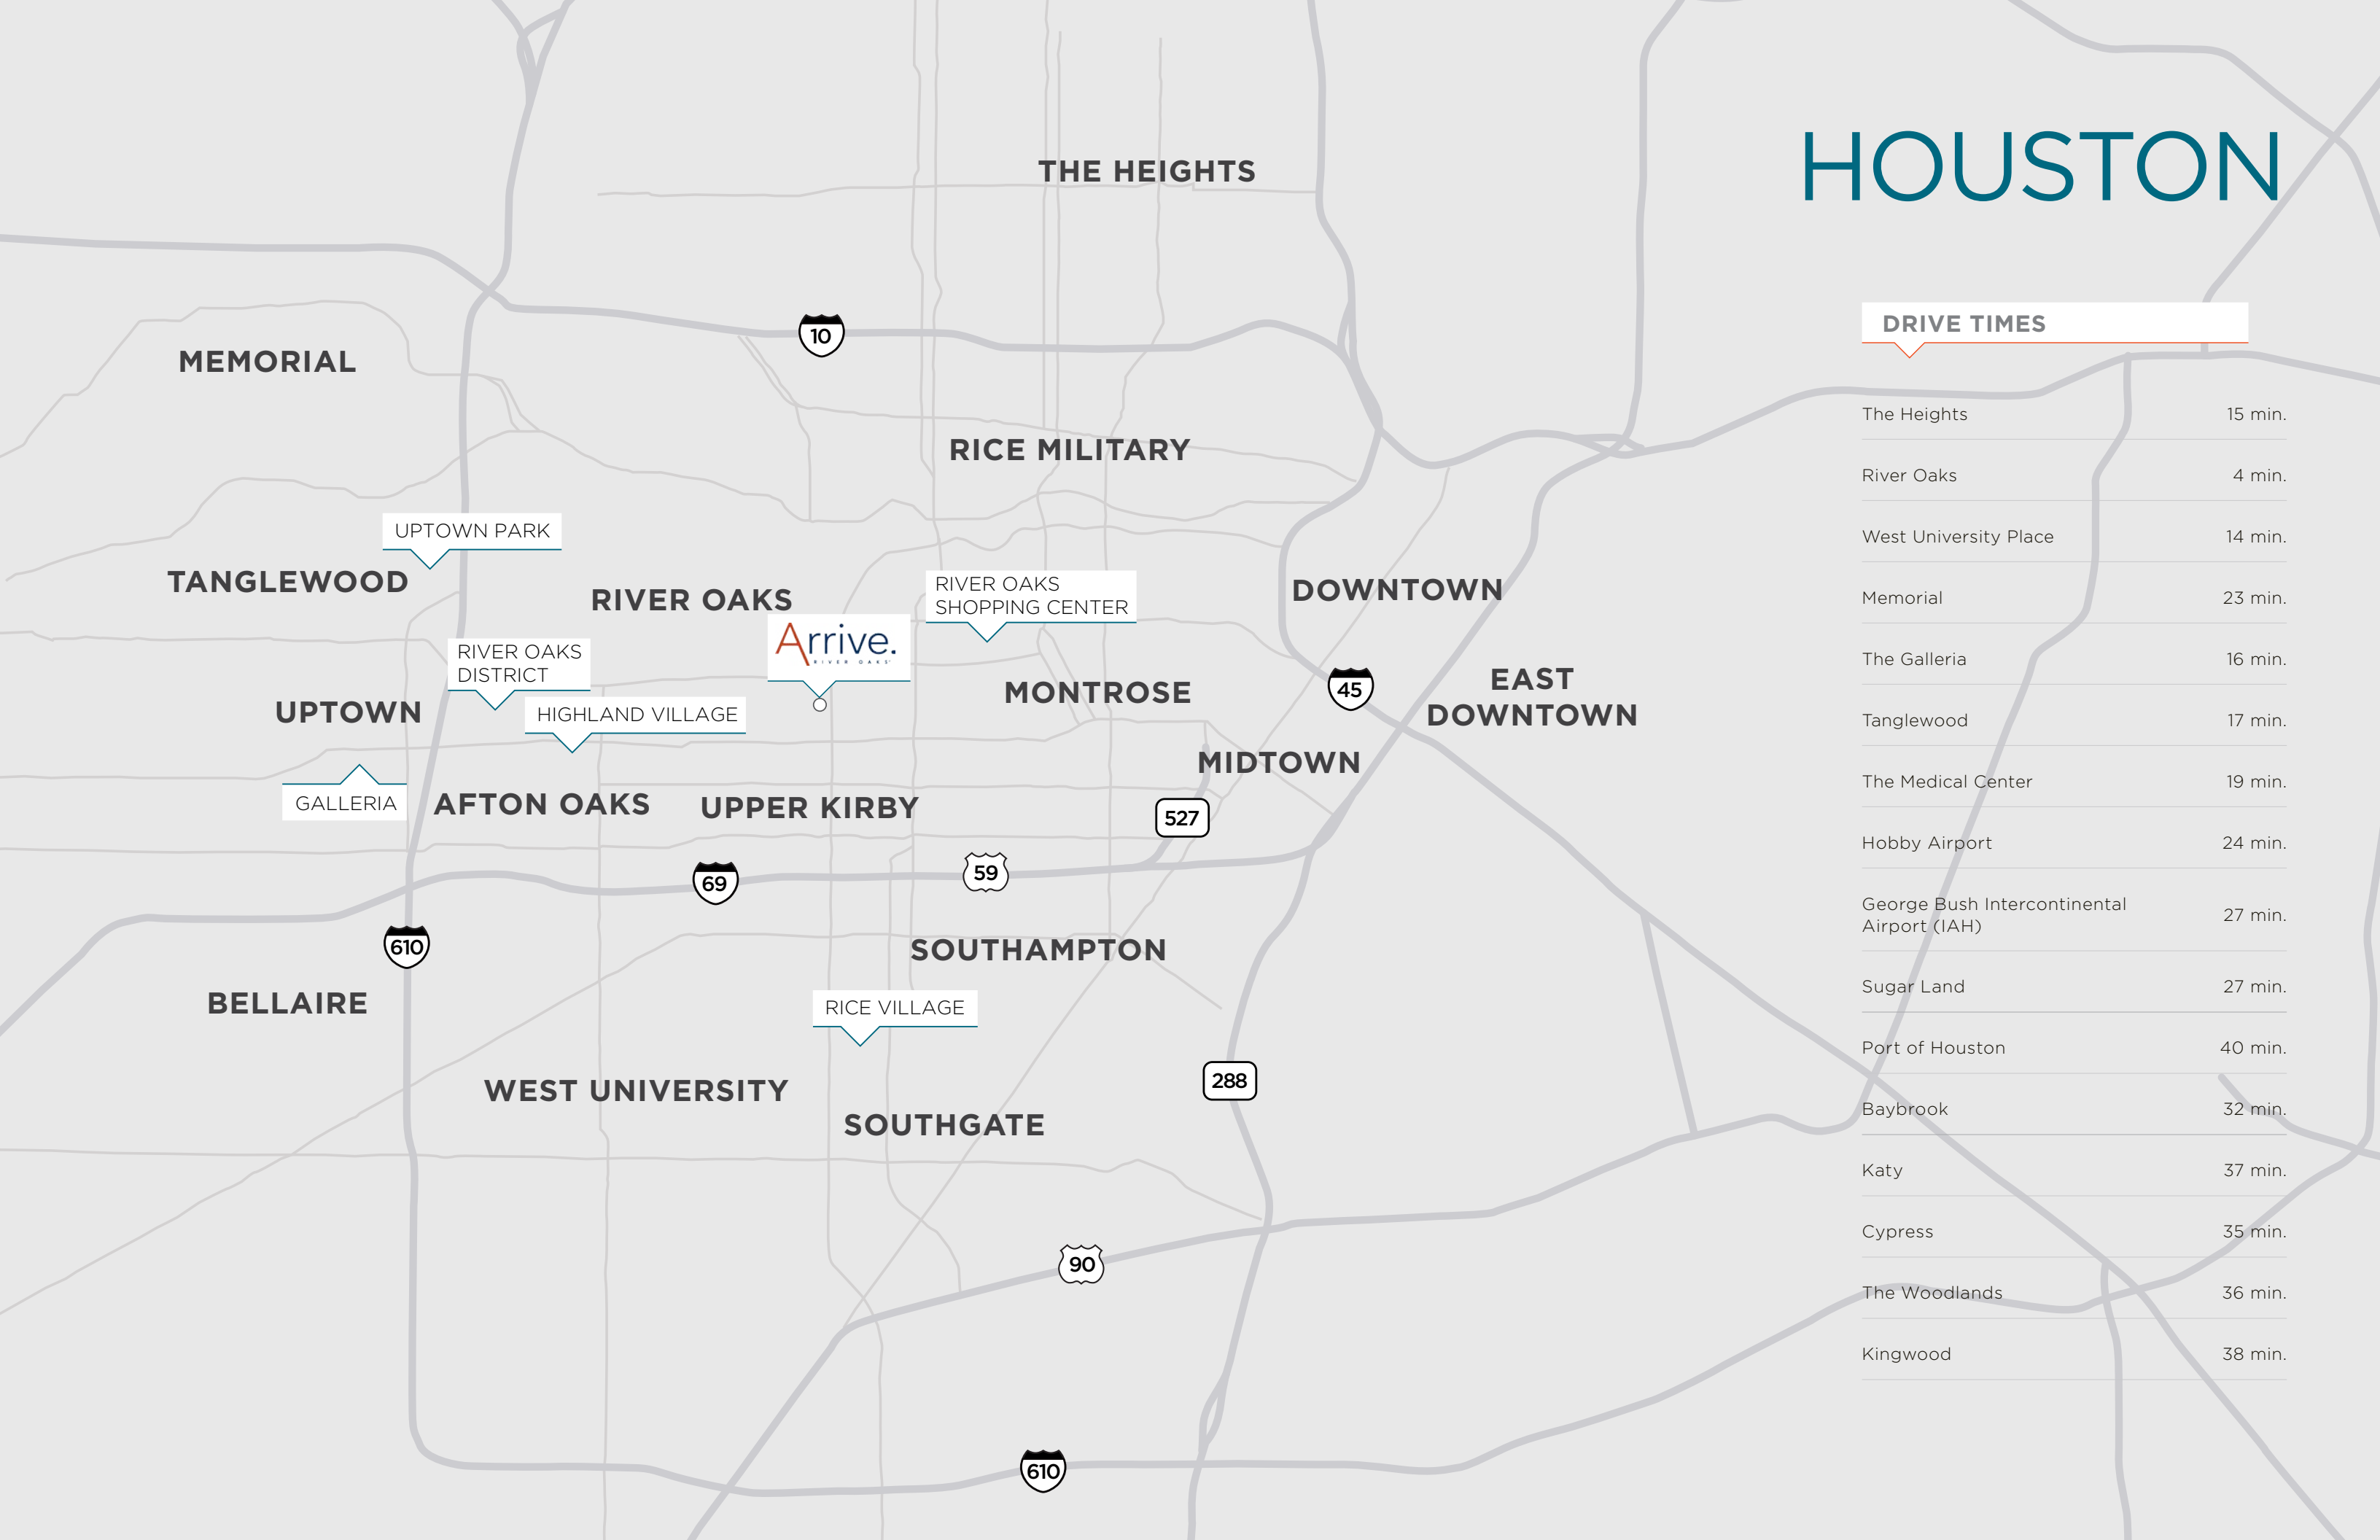 HOUSTON
THE HEIGHTS
10
MEMORIAL
RICE MILITARY
UPTOWN PARK
TANGLEWOOD
RIVER OAKS
RIVER OAKS
SHOPPING CENTER
DOWNTOWN
Arrive.
RIVER OAKS
RIVER OAKS
DISTRICT
UPTOWN
HIGHLAND VILLAGE
MONTROSE
45
EAST
DOWNTOWN
MIDTOWN
GALLERIA
AFTON OAKS
UPPER KIRBY
527
69
59
610
SOUTHAMPTON
BELLAIRE
RICE VILLAGE
WEST UNIVERSITY
288
SOUTHGATE
90
610
DRIVE TIMES
The Heights 15 min.
River Oaks 4 min.
West University Place 14 min.
Memorial 23 min.
The Galleria 16 min.
Tanglewood 17 min.
The Medical Center 19 min.
Hobby Airport 24 min.
George Bush Intercontinental
Airport (IAH) 27 min.
Sugar Land 27 min.
Port of Houston 40 min.
Baybrook 32 min.
Katy 37 min.
Cypress 35 min.
The Woodlands 36 min.
Kingwood 38 min.